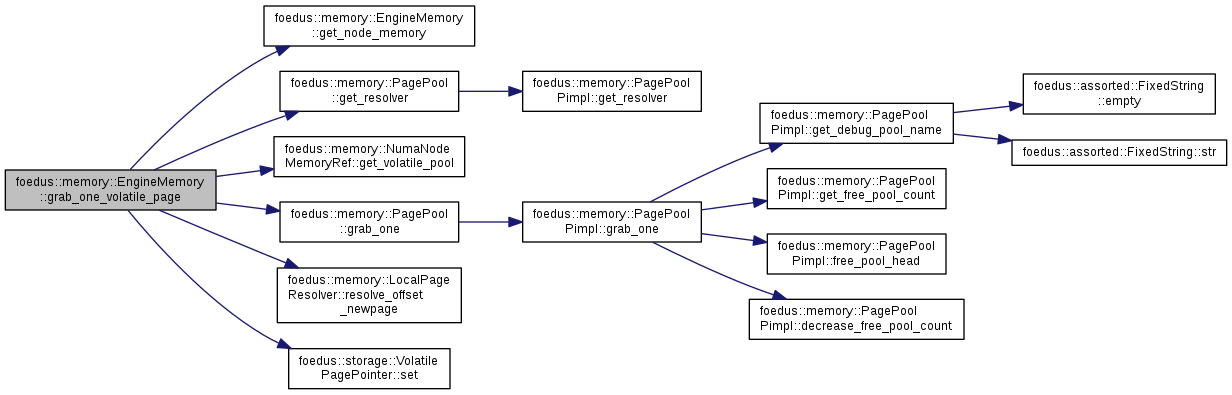 foedus::memory::EngineMemory
::grab_one_volatile_page
foedus::memory::EngineMemory
::get_node_memory
foedus::memory::PagePool
::get_resolver
foedus::memory::NumaNode
MemoryRef::get_volatile_pool
foedus::memory::PagePool
::grab_one
foedus::memory::LocalPage
Resolver::resolve_offset
_newpage
foedus::storage::Volatile
PagePointer::set
foedus::memory::PagePool
Pimpl::get_resolver
foedus::memory::PagePool
Pimpl::grab_one
foedus::memory::PagePool
Pimpl::get_debug_pool_name
foedus::memory::PagePool
Pimpl::get_free_pool_count
foedus::memory::PagePool
Pimpl::free_pool_head
foedus::memory::PagePool
Pimpl::decrease_free_pool_count
foedus::assorted::FixedString
::empty
foedus::assorted::FixedString::str